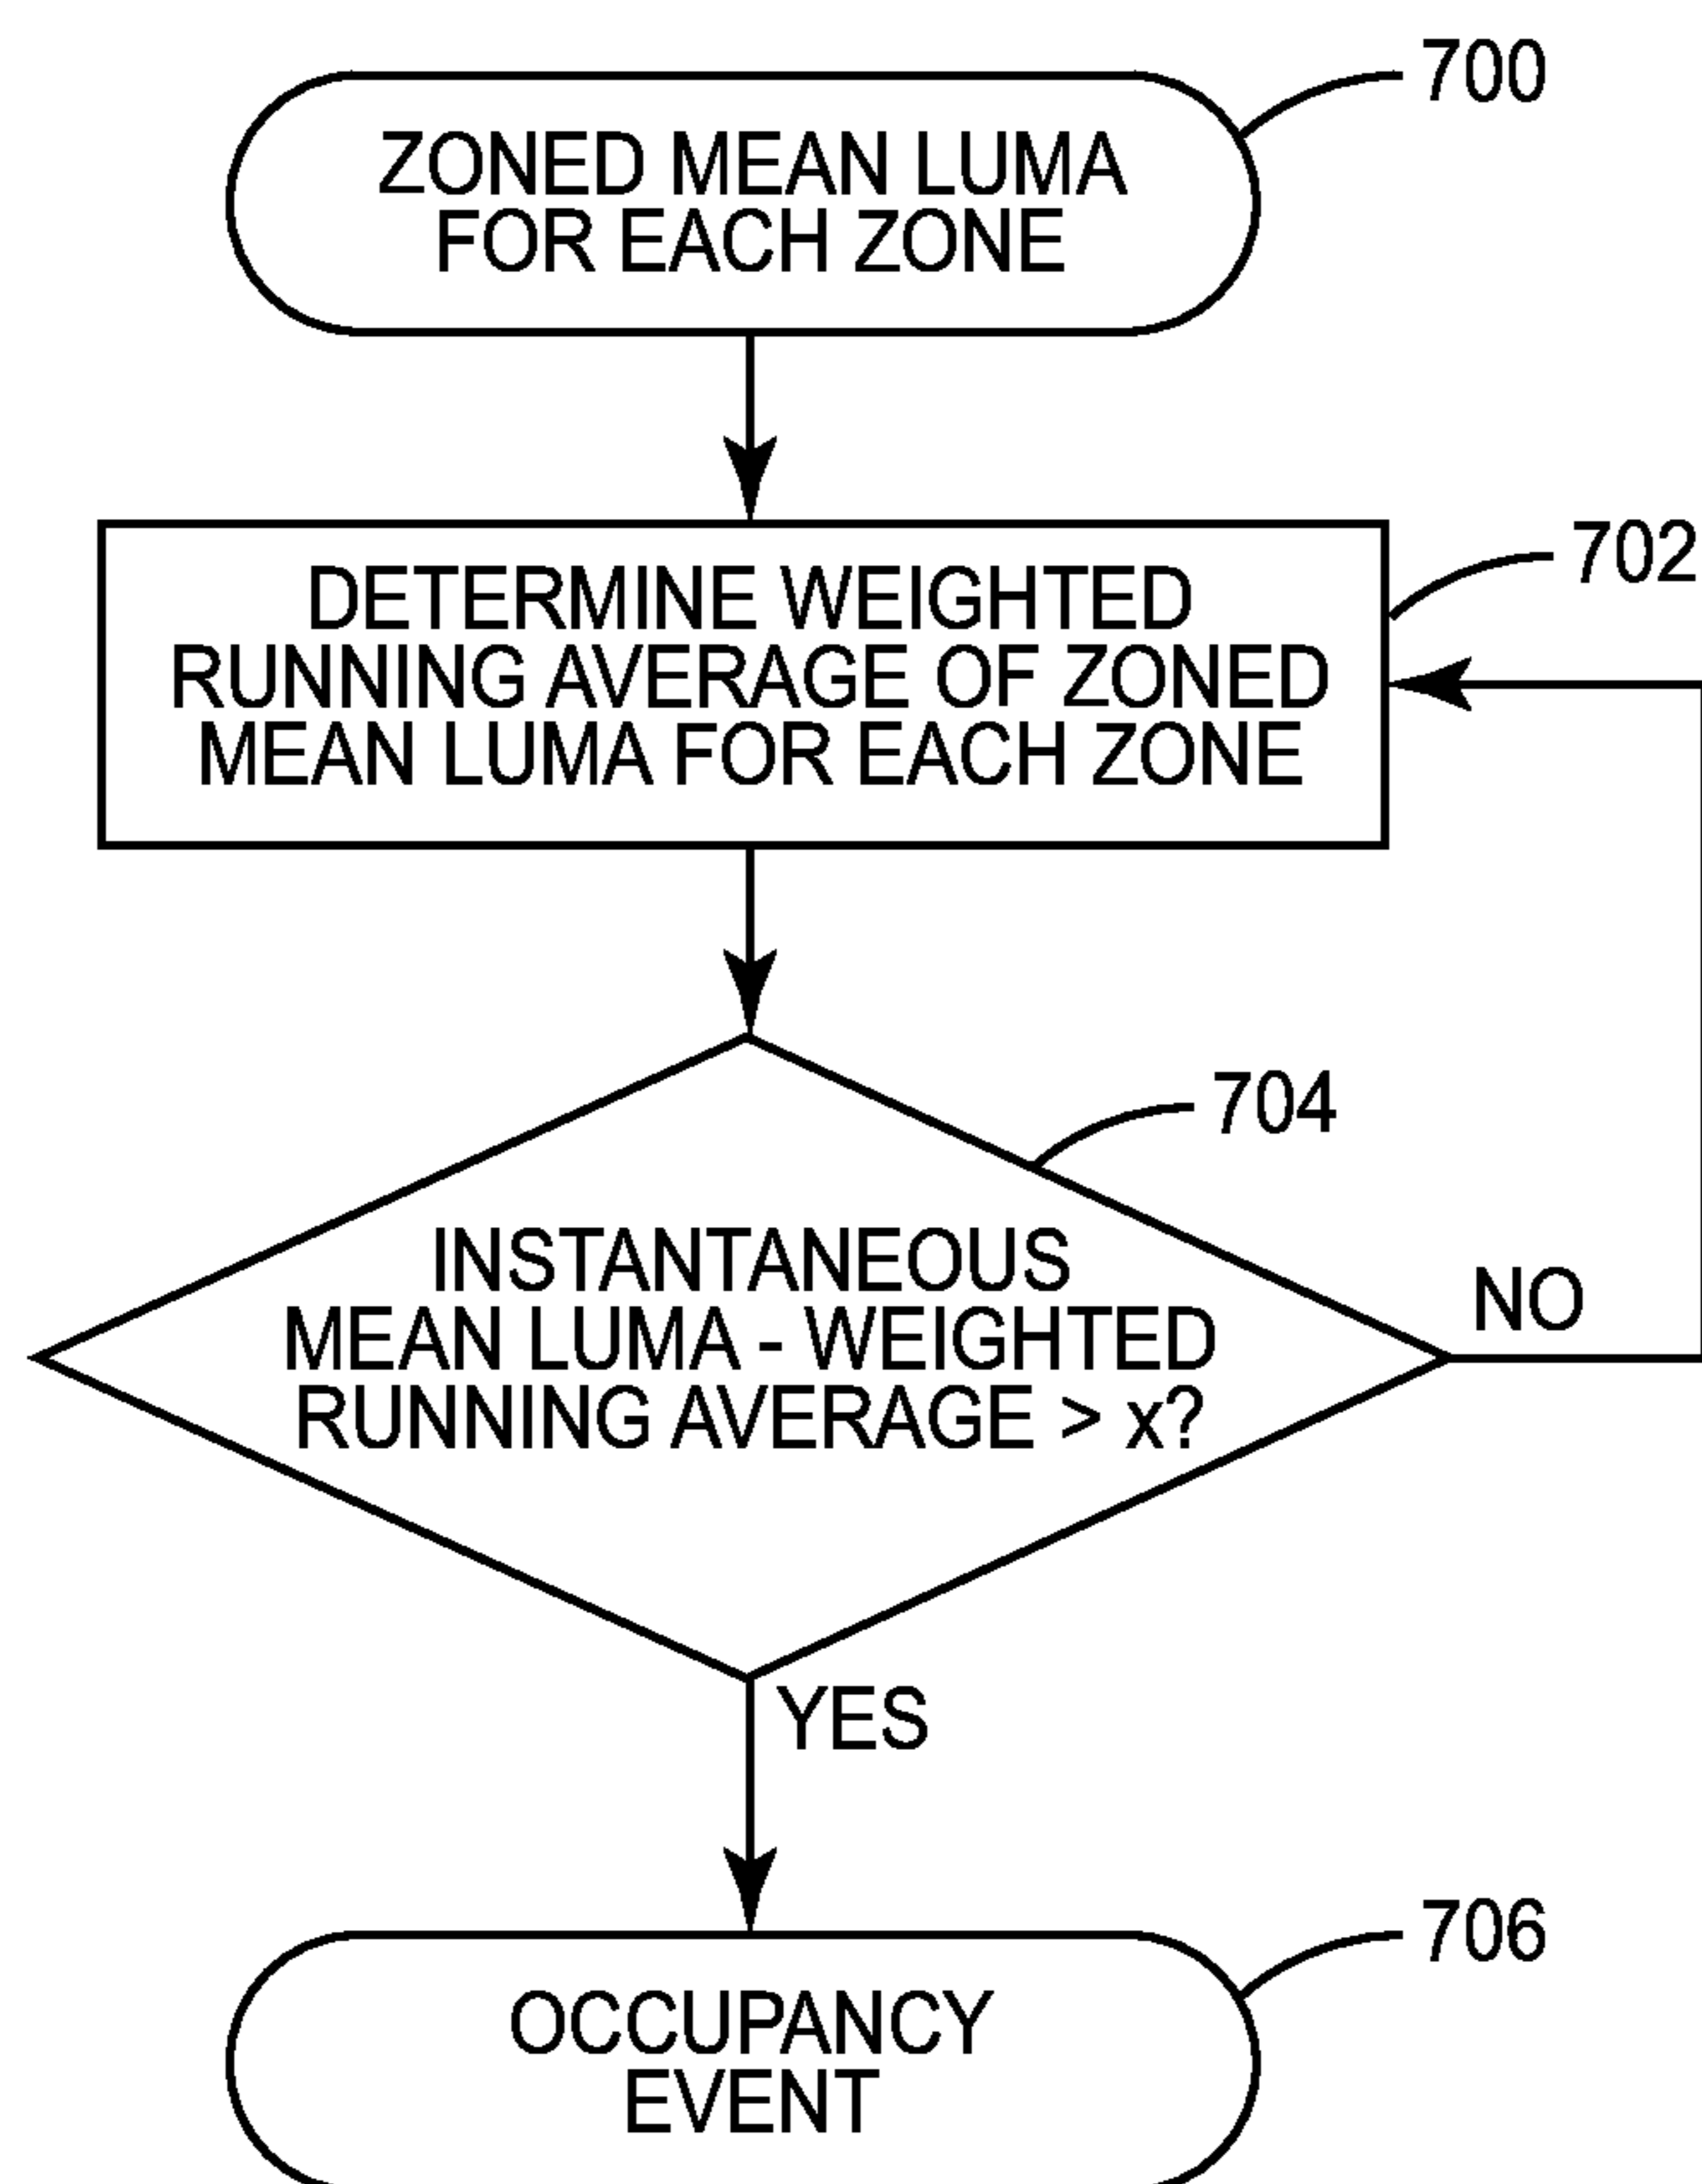 700
ZONED MEAN LUMA
FOR EACH ZONE
702
DETERMINE WEIGHTED
RUNNING AVERAGE OF ZONED
MEAN LUMA FOR EACH ZONE
704
INSTANTANEOUS
MEAN LUMA - WEIGHTED
RUNNING AVERAGE > x?
NO
YES
706
OCCUPANCY
EVENT